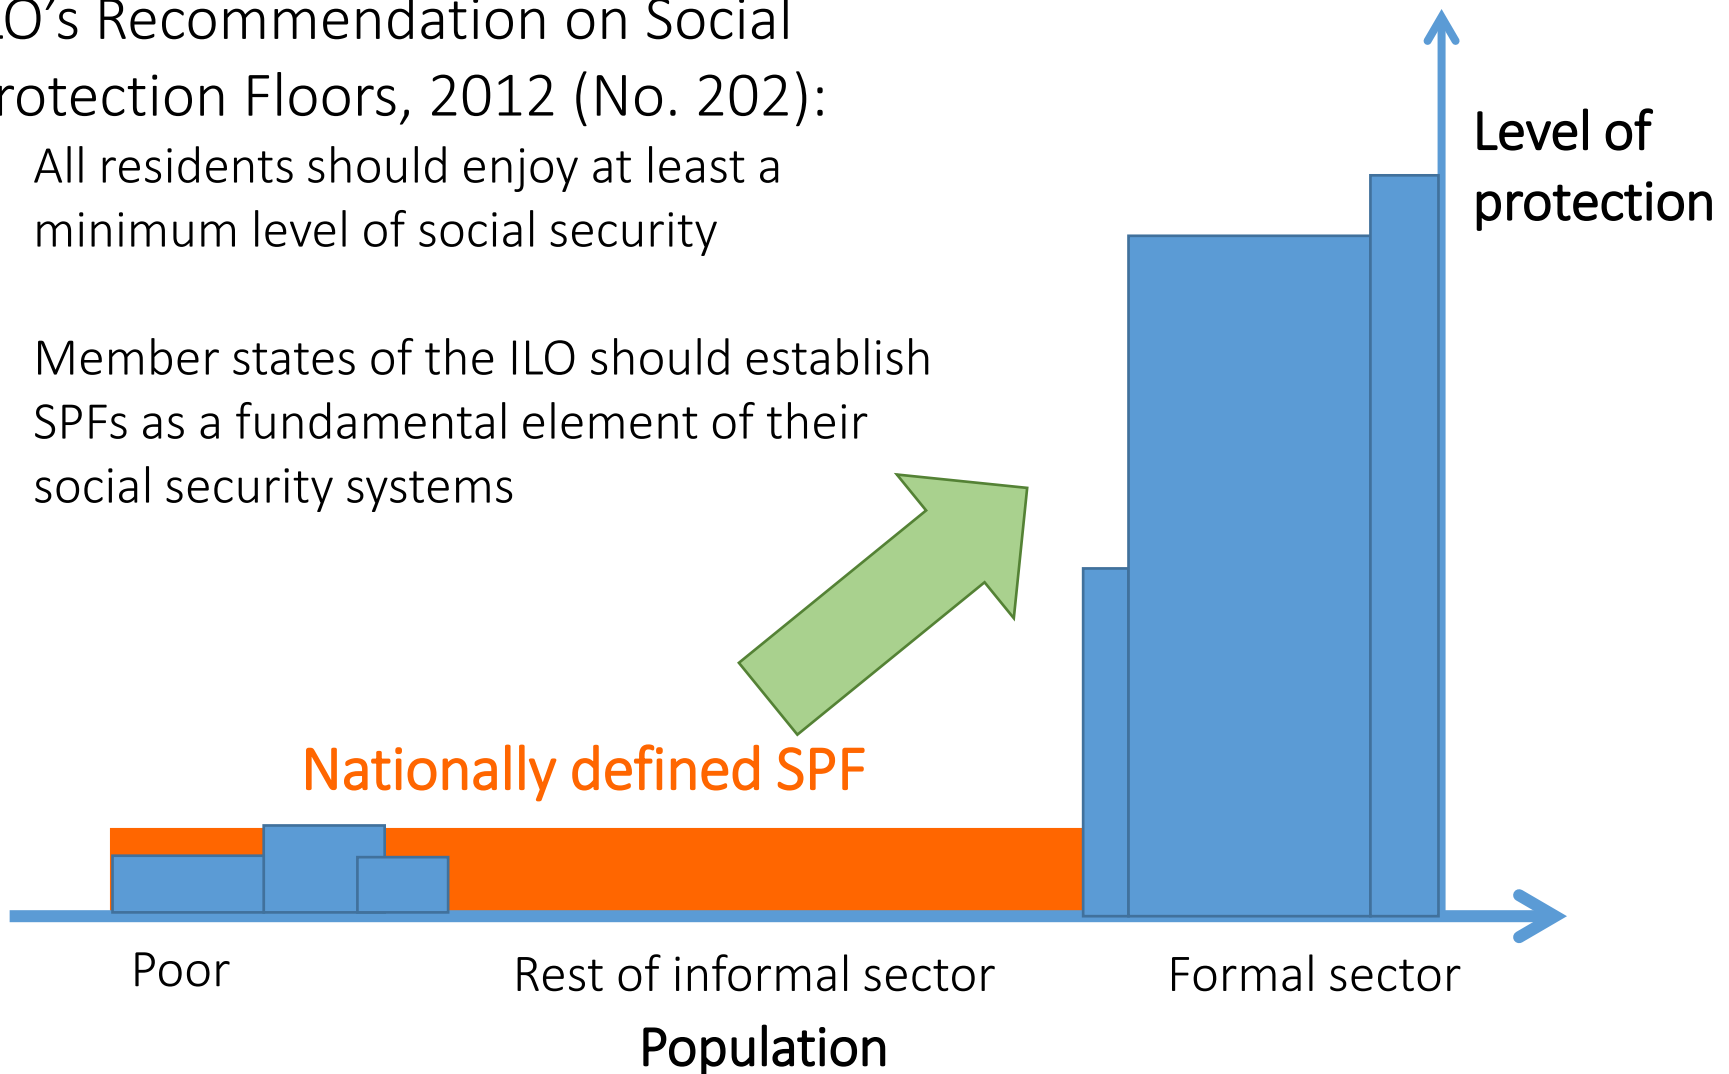 LO’s Recommendation on Social
rotection Floors, 2012 (No. 202):
All residents should enjoy at least a
minimum level of social security
Member states of the ILO should establish
SPFs as a fundamental element of their
social security systems
Level of
protection
Nationally defined SPF
Poor
Rest of informal sector
Formal sector
Population